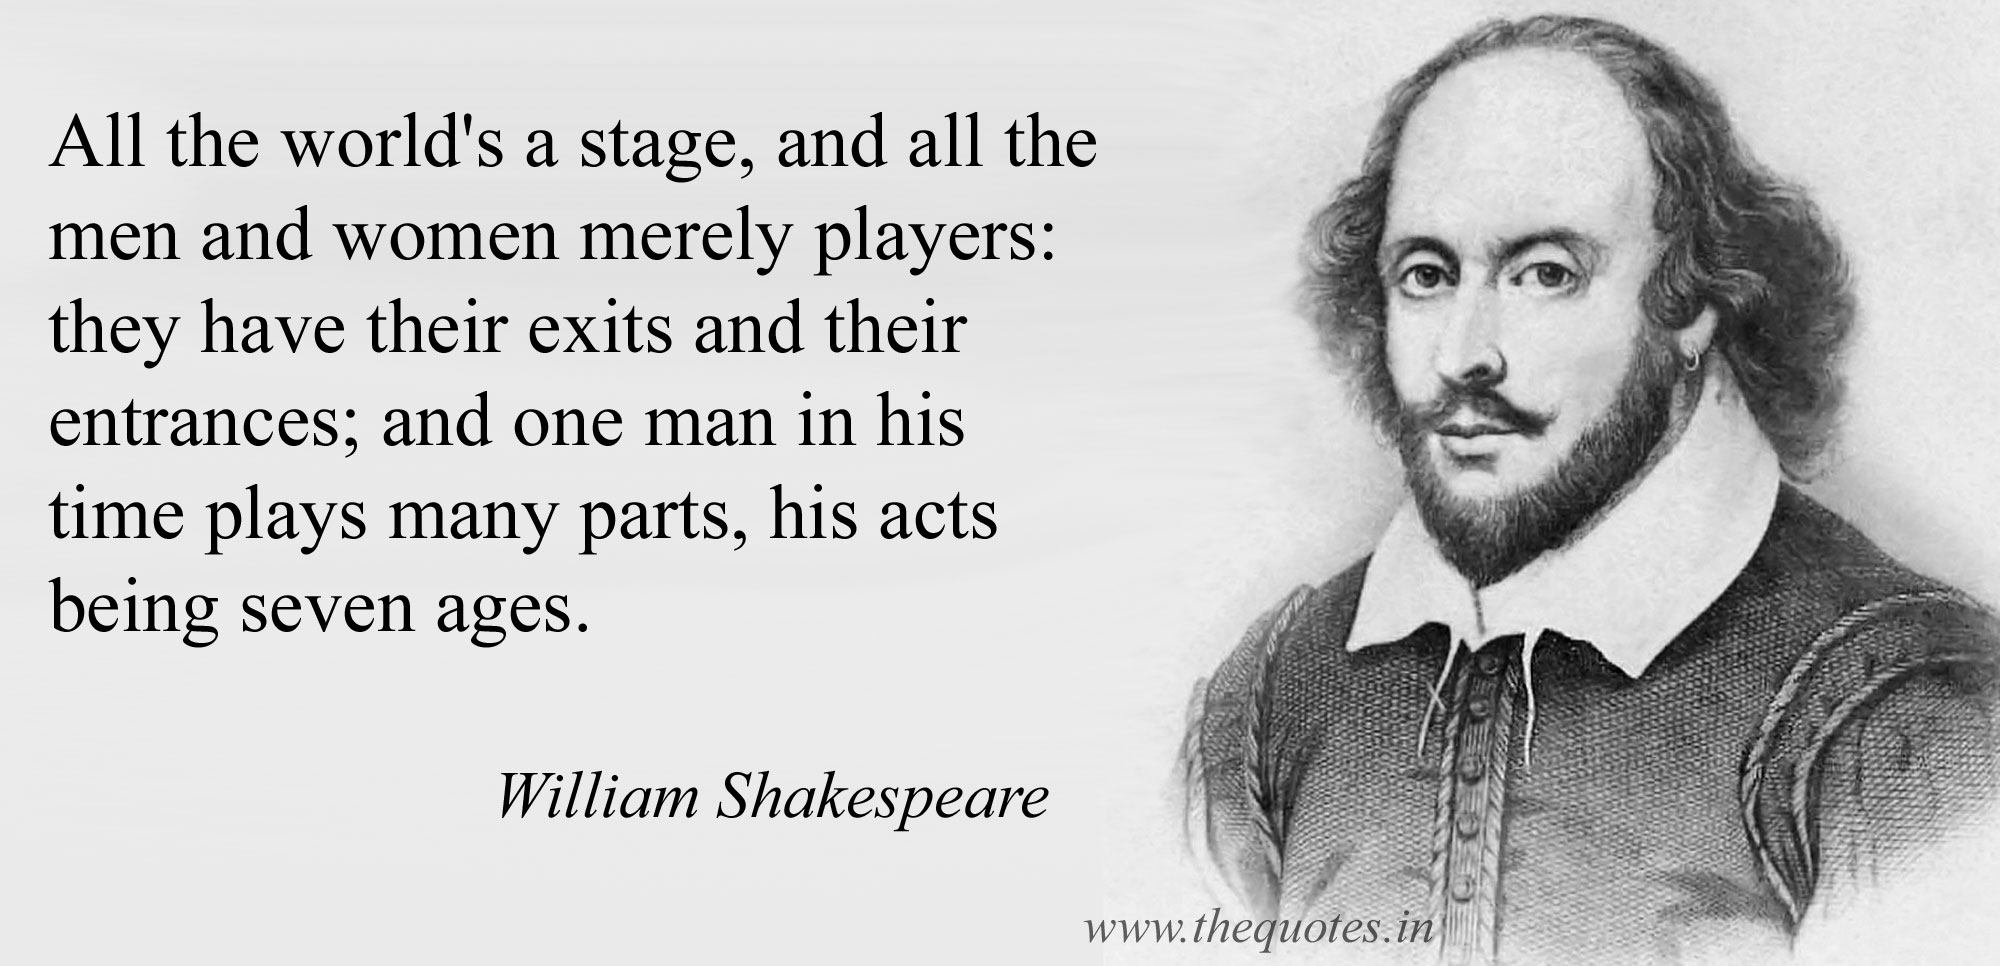 All the world's a stage, and all the
men and women merely players:
they have their exits and their
entrances; and one man in his
time plays many parts, his acts
being seven ages.
William Shakespeare
www.thequotes.in